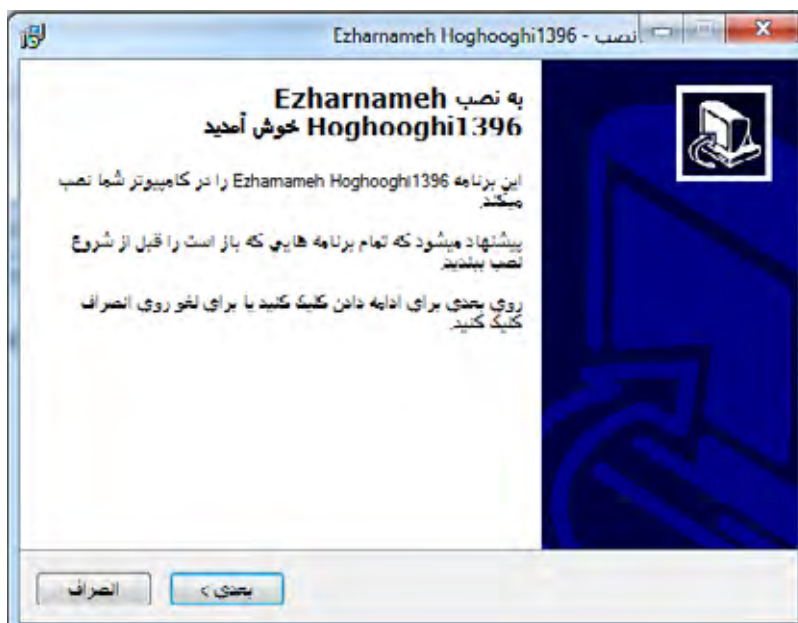 نصب - Ezharnameh Hoghooghi1396
به نصب Ezharnameh
Hoghooghi1396 خوش آمدید
این برنامه Ezharnameh Hoghooghi1396 را در کامپیوتر شما نصب
میکند.
پیشنهاد میشود که تمام برنامه هایی که باز است را قبل از شروع
نصب ببندید.
روی بعدی برای ادامه دادن کلیک کنید یا برای لغو روی انصراف
کلیک کنید.
بعدی >
انصراف